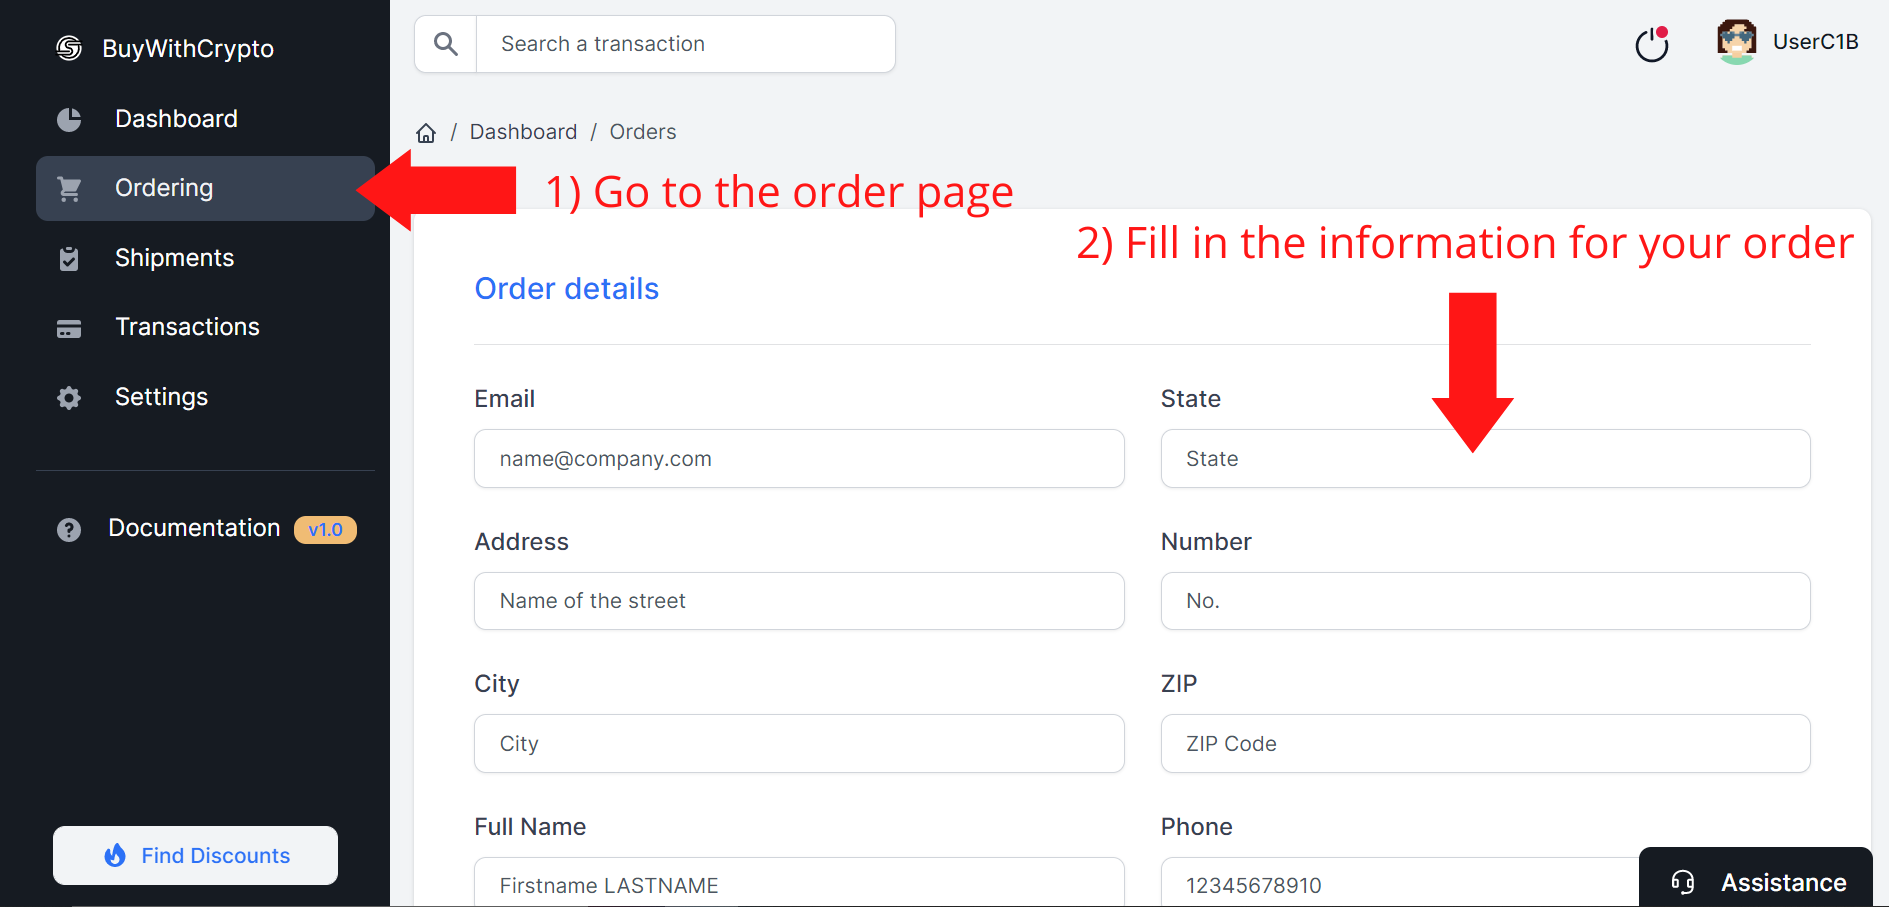 BuyWithCrypto
Dashboard
Ordering
Shipments
Transactions
Settings
Documentation v1.0
Find Discounts
Search a transaction
UserC1B
/ Dashboard / Orders
1) Go to the order page
2) Fill in the information for your order
Order details
Email
name@company.com
State
State
Address
Name of the street
Number
No.
City
City
ZIP
ZIP Code
Full Name
Firstname LASTNAME
Phone
12345678910
Assistance